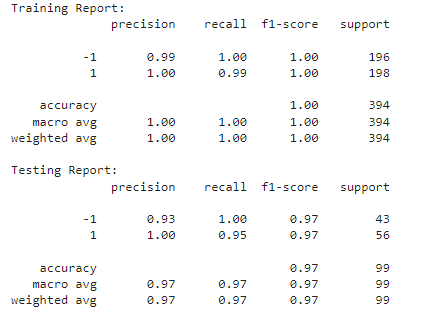 Training Report:
precision recall f1-score support
-1 0.99 1.00 1.00 196
1 1.00 0.99 1.00 198
accuracy 1.00 394
macro avg 1.00 1.00 1.00 394
weighted avg 1.00 1.00 1.00 394
Testing Report:
precision recall f1-score support
-1 0.93 1.00 0.97 43
1 1.00 0.95 0.97 56
accuracy 0.97 99
macro avg 0.97 0.97 0.97 99
weighted avg 0.97 0.97 0.97 99